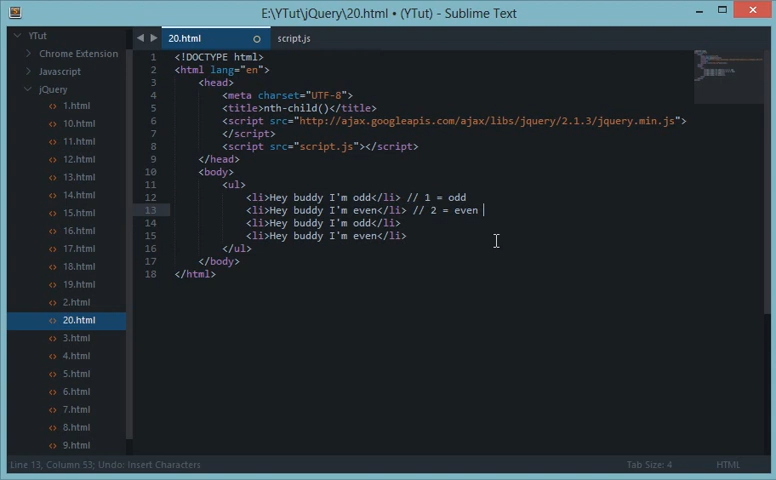 E:\YTut\jQuery\20.html • (YTut) - Sublime Text
YTut
Chrome Extension
Javascript
jQuery
1.html
10.html
11.html
12.html
13.html
14.html
15.html
16.html
17.html
18.html
19.html
2.html
20.html
3.html
4.html
5.html
6.html
7.html
8.html
9.html
20.html script.js
1 <!DOCTYPE html>
2 <html lang="en">
3 <head>
4 <meta charset="UTF-8">
5 <title>nth-child()</title>
6 <script src="http://ajax.googleapis.com/ajax/libs/jquery/2.1.3/jquery.min.js">
7 </script>
8 <script src="script.js"></script>
9 </head>
10 <body>
11 <ul>
12 <li>Hey buddy I'm odd</li> // 1 = odd
13 <li>Hey buddy I'm even</li> // 2 = even
14 <li>Hey buddy I'm odd</li>
15 <li>Hey buddy I'm even</li>
16 </ul>
17 </body>
18 </html>
Line 13, Column 53; Undo: Insert Characters Tab Size: 4 HTML